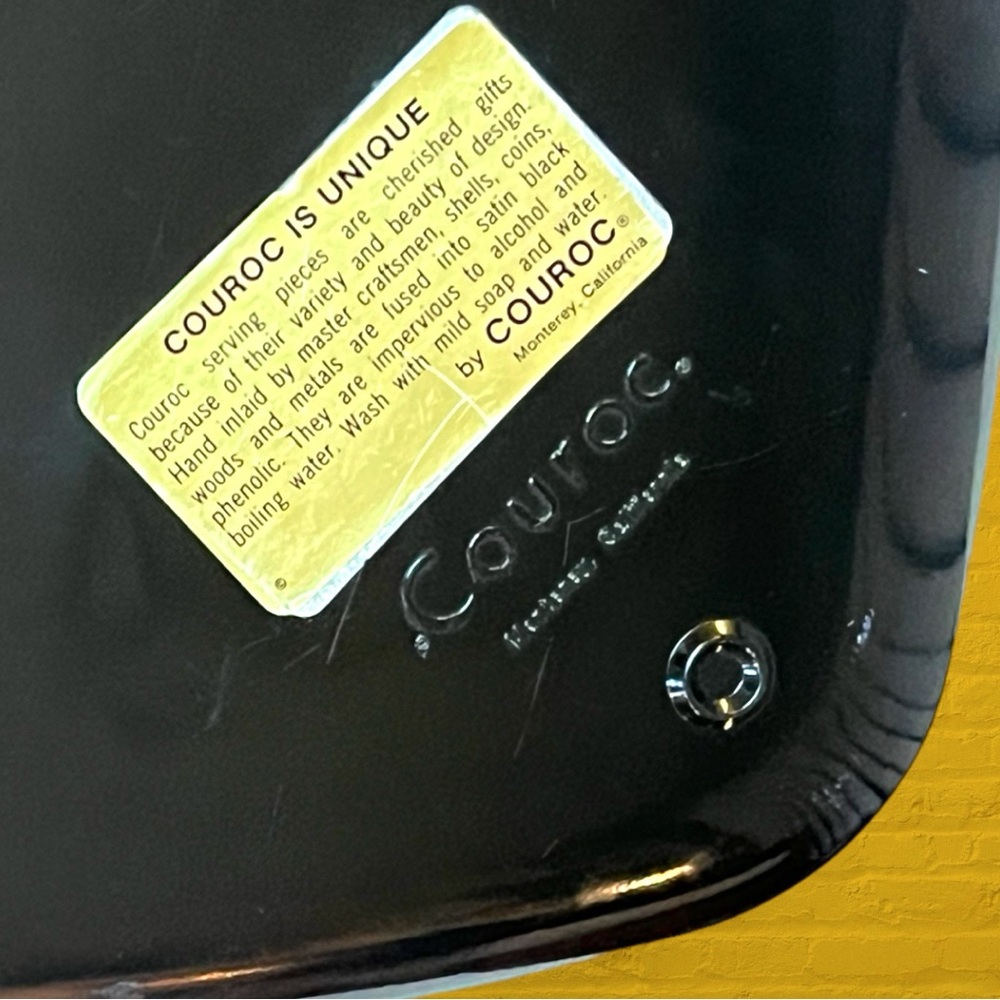 COUROC IS UNIQUE
Couroc serving pieces are cherished gifts
because of their variety and beauty of design.
Hand inlaid by master craftsmen, shells, coins,
woods and metals are fused into satin black
phenolic. They are impervious to alcohol and
boiling water. Wash with mild soap and water.
by COUROC®
Monterey, California
©
Couroc
Monterey California